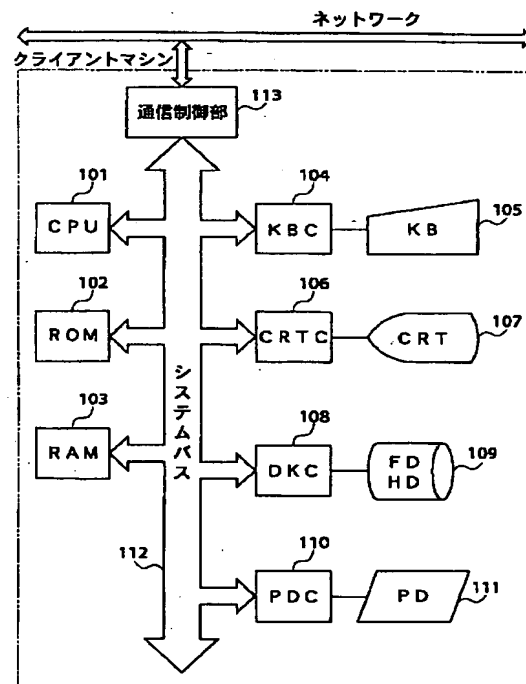 ネットワーク
クライアントマシン
通信制御部
113
101
CPU
104
KBC
KB
105
102
ROM
106
CRTC
CRT
107
103
RAM
システムバス
108
DKC
FD
HD
109
112
110
PDC
PD
111